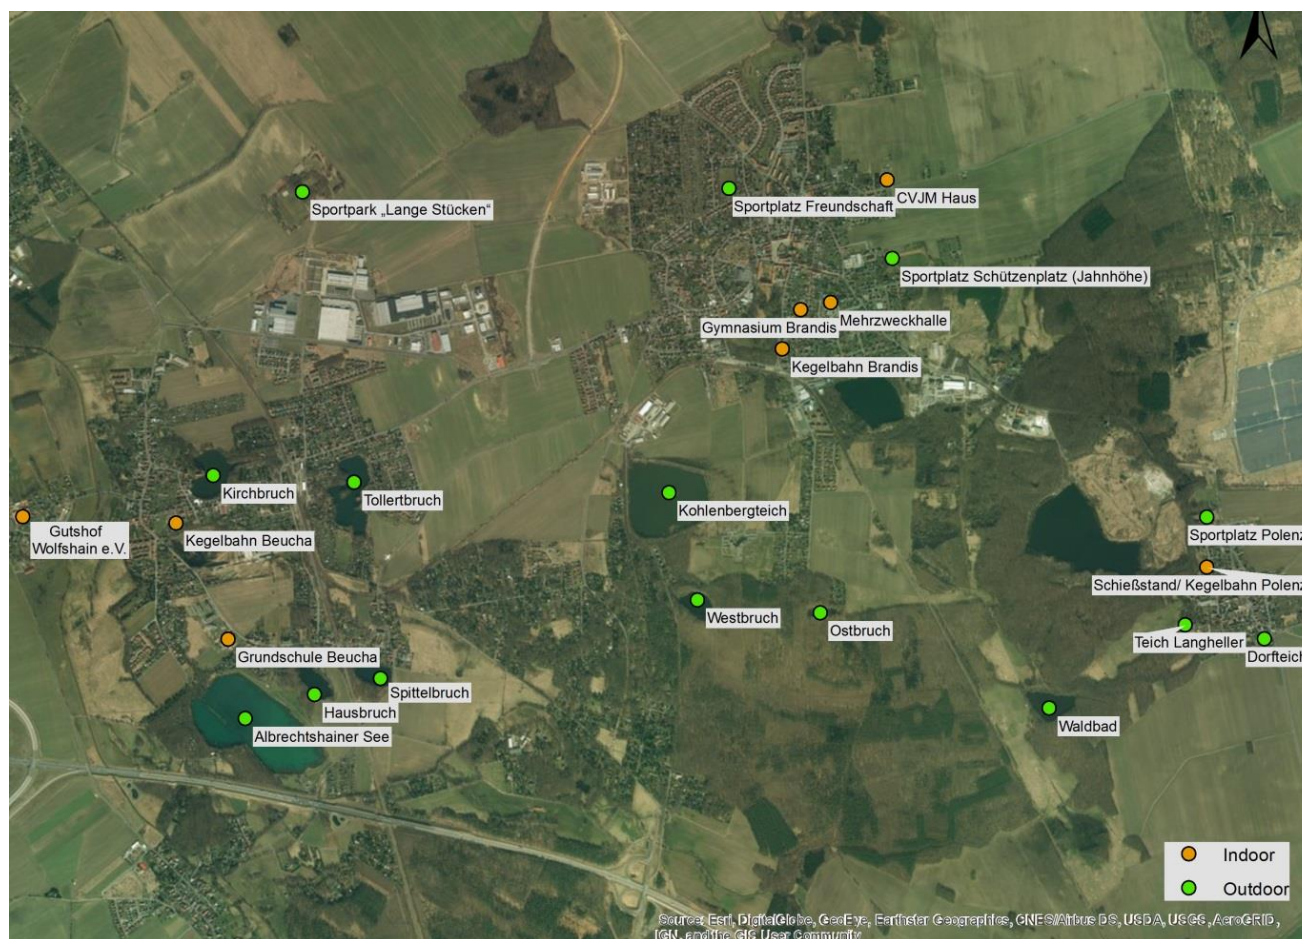 CVJM Haus
Sportplatz Freundschaft
Sportpark „Lange Stücken“
Sportplatz Schützenplatz (Jahnhöhe)
Mehrzweckhalle
Gymnasium Brandis
Kegelbahn Brandis
Kirchbruch
Tollertbruch
Kohlenbergteich
Gutshof
Wolfshain e.V.
Kegelbahn Beucha
Sportplatz Polenz
Schießstand/ Kegelbahn Polenz
Westbruch
Ostbruch
Teich Langheller
Dorfteich
Grundschule Beucha
Spittelbruch
Hausbruch
Albrechtshainer See
Waldbad
Indoor
Outdoor
Source: Esri, DigitalGlobe, GeoEye, Earthstar Geographics, CNES/Airbus DS, USDA, USGS, AeroGRID,
IGN, and the GIS User Community